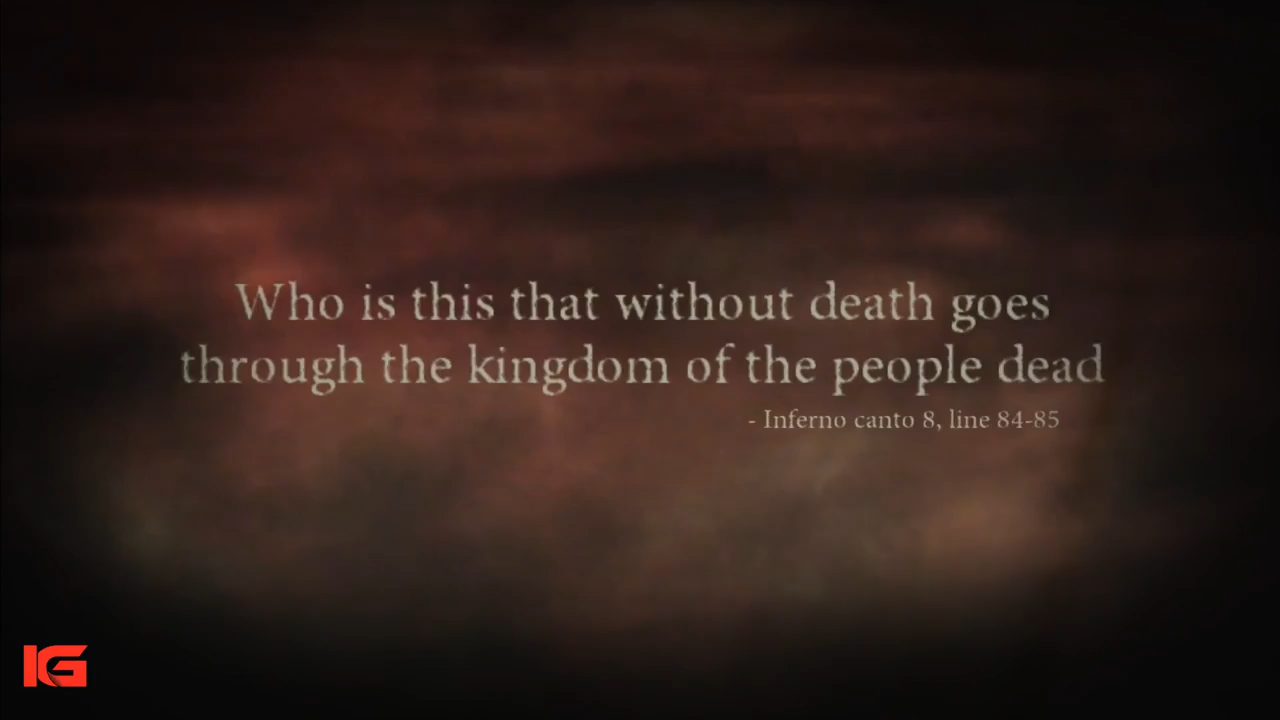 Who is this that without death goes
through the kingdom of the people dead
- Inferno canto 8, line 84-85
IG